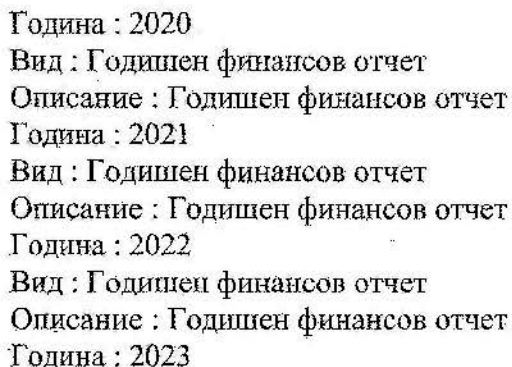 Година : 2020
Вид : Годишен финансов отчет
Описание : Годишен финансов отчет
Година : 2021
Вид : Годишен финансов отчет
Описание : Годишен финансов отчет
Година : 2022
Вид : Годишен финансов отчет
Описание : Годишен финансов отчет
Година : 2023